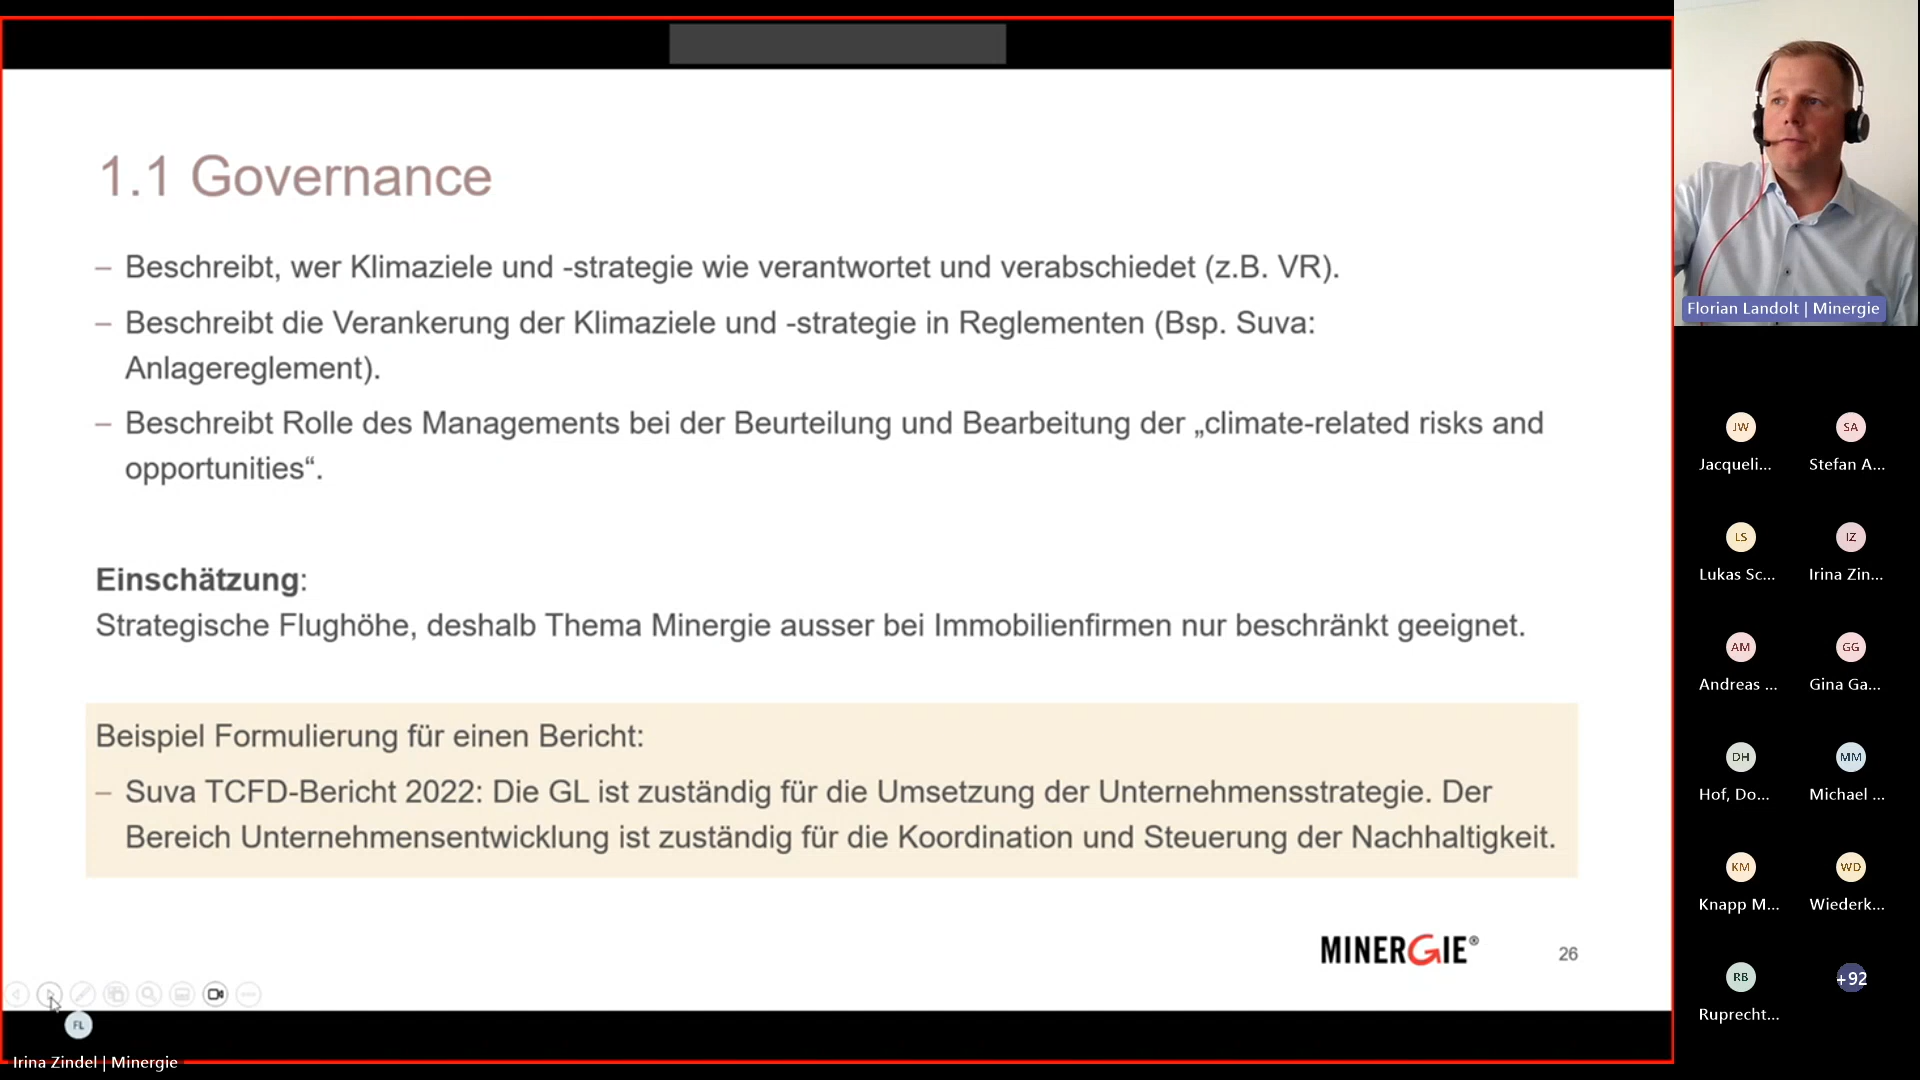 1.1 Governance
– Beschreibt, wer Klimaziele und -strategie wie verantwortet und verabschiedet (z.B. VR).
– Beschreibt die Verankerung der Klimaziele und -strategie in Reglementen (Bsp. Suva:
Anlagereglement).
– Beschreibt Rolle des Managements bei der Beurteilung und Bearbeitung der „climate-related risks and
opportunities“.
Einschätzung:
Strategische Flughöhe, deshalb Thema Minergie ausser bei Immobilienfirmen nur beschränkt geeignet.
Beispiel Formulierung für einen Bericht:
– Suva TCFD-Bericht 2022: Die GL ist zuständig für die Umsetzung der Unternehmensstrategie. Der
Bereich Unternehmensentwicklung ist zuständig für die Koordination und Steuerung der Nachhaltigkeit.
MINERGIE®
26
FL
Irina Zindel | Minergie
Florian Landolt | Minergie
JW
SA
Jacqueli...
Stefan A...
LS
IZ
Lukas Sc...
Irina Zin...
AM
GG
Andreas ...
Gina Ga...
DH
MM
Hof, Do...
Michael ...
KM
WD
Knapp M...
Wiederk...
RB
+92
Ruprecht...